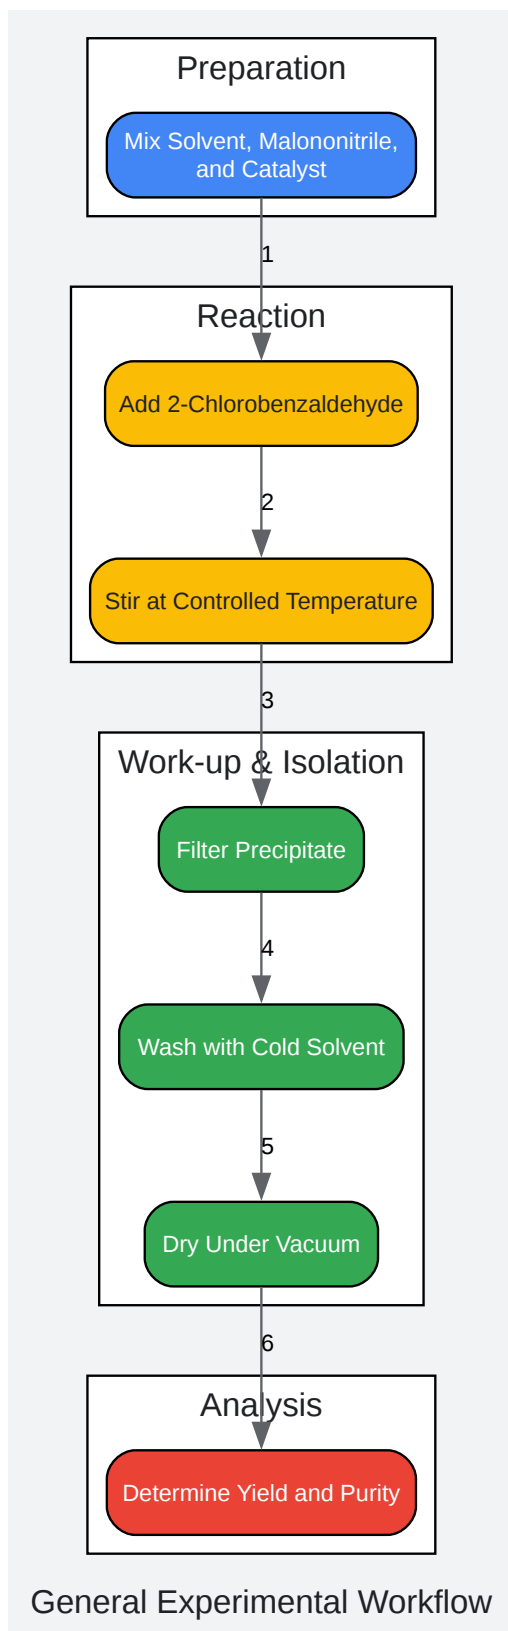 Preparation
Mix Solvent, Malononitrile,
and Catalyst
1
Reaction
Add 2-Chlorobenzaldehyde
2
Stir at Controlled Temperature
3
Work-up & Isolation
Filter Precipitate
4
Wash with Cold Solvent
5
Dry Under Vacuum
6
Analysis
Determine Yield and Purity
General Experimental Workflow